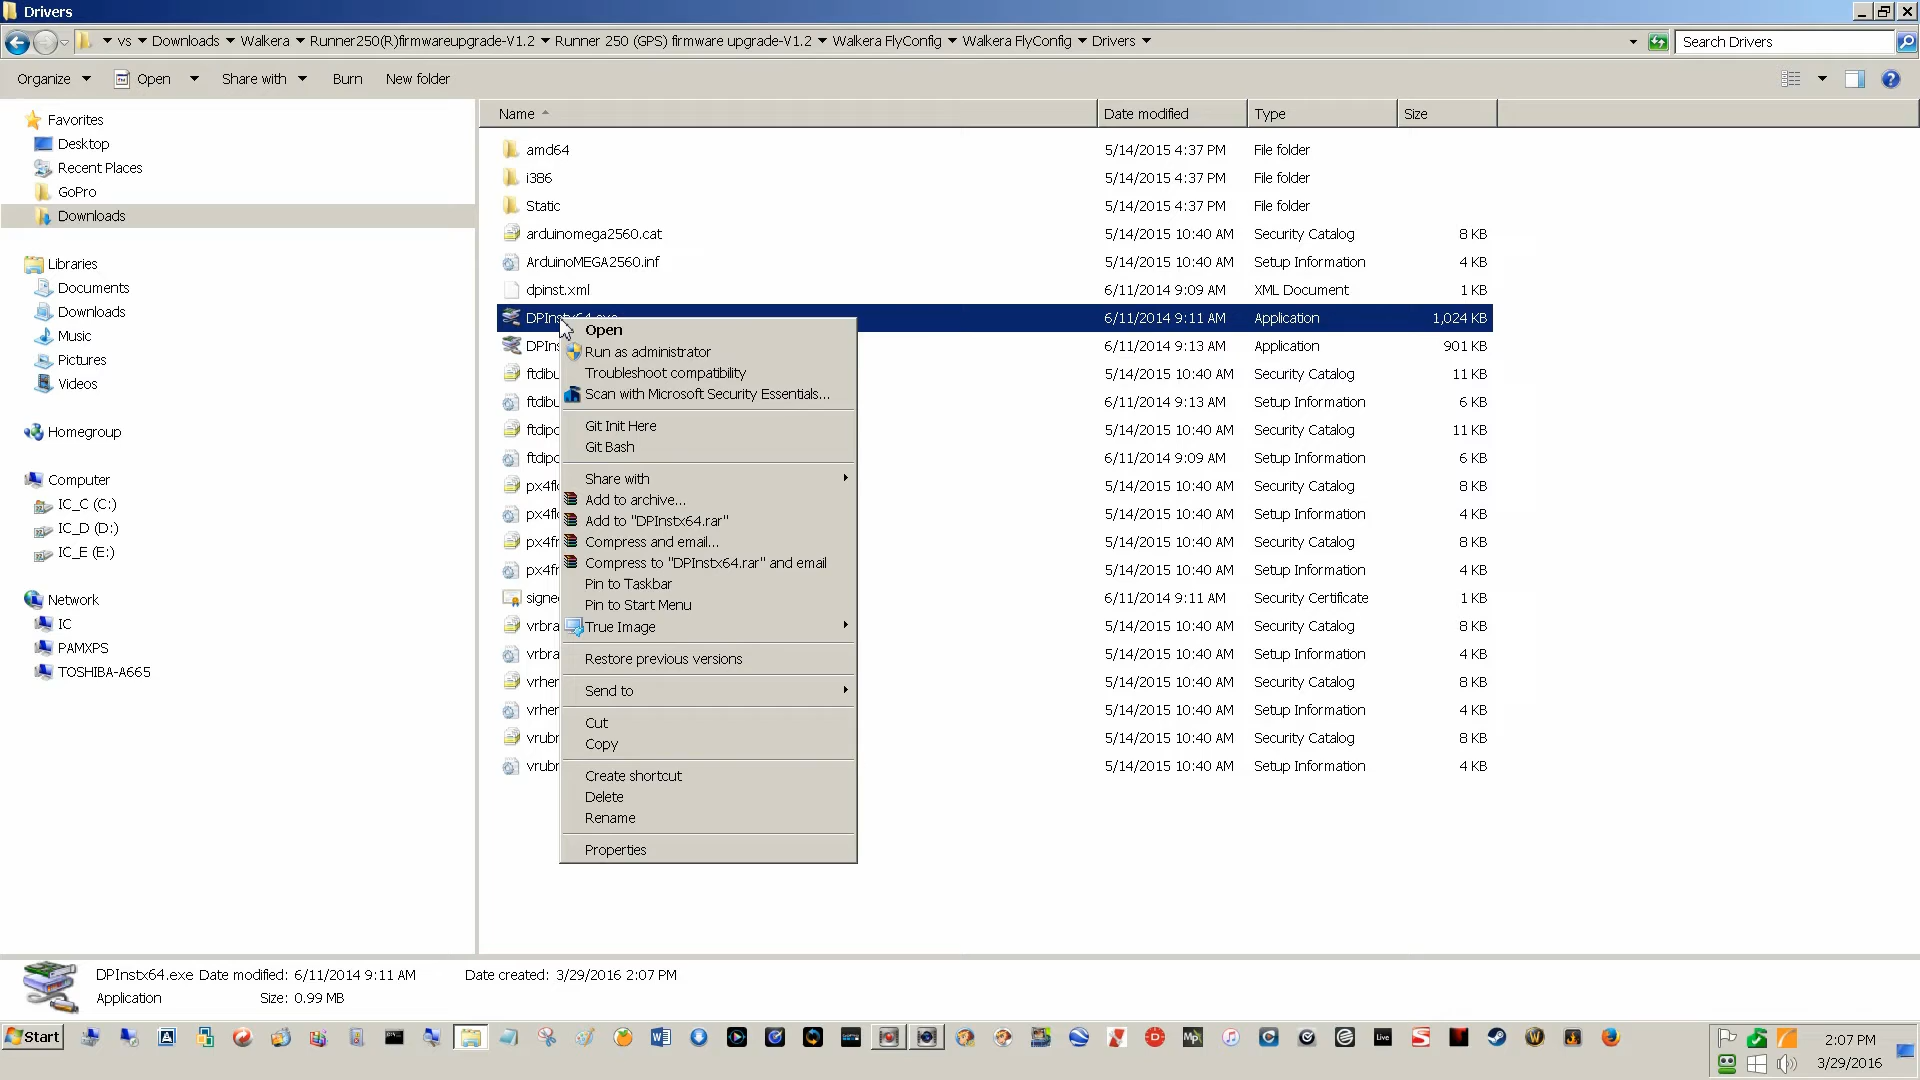 Drivers
vs Downloads Walkera Runner250(R)firmwareupgrade-V1.2 Runner 250 (GPS) firmware upgrade-V1.2 Walkera FlyConfig Walkera FlyConfig Drivers Search Drivers
Organize Open Share with Burn New folder
Favorites
Desktop
Recent Places
GoPro
Downloads
Libraries
Documents
Downloads
Music
Pictures
Videos
Homegroup
Computer
IC_C (C:)
IC_D (D:)
IC_E (E:)
Network
IC
PAMXPS
TOSHIBA-A665
Name Date modified Type Size
amd64 5/14/2015 4:37 PM File folder
i386 5/14/2015 4:37 PM File folder
Static 5/14/2015 4:37 PM File folder
arduinomega2560.cat 5/14/2015 10:40 AM Security Catalog 8 KB
ArduinoMEGA2560.inf 5/14/2015 10:40 AM Setup Information 4 KB
dpinst.xml 6/11/2014 9:09 AM XML Document 1 KB
DPInstx64.exe 6/11/2014 9:11 AM Application 1,024 KB
DPIns 6/11/2014 9:13 AM Application 901 KB
ftdibu 5/14/2015 10:40 AM Security Catalog 11 KB
ftdibu 6/11/2014 9:13 AM Setup Information 6 KB
ftdipo 5/14/2015 10:40 AM Security Catalog 11 KB
ftdipo 6/11/2014 9:09 AM Setup Information 6 KB
px4flo 5/14/2015 10:40 AM Security Catalog 8 KB
px4flo 5/14/2015 10:40 AM Setup Information 4 KB
px4fm 5/14/2015 10:40 AM Security Catalog 8 KB
px4fm 5/14/2015 10:40 AM Setup Information 4 KB
signe 6/11/2014 9:11 AM Security Certificate 1 KB
vrbra 5/14/2015 10:40 AM Security Catalog 8 KB
vrbra 5/14/2015 10:40 AM Setup Information 4 KB
vrher 5/14/2015 10:40 AM Security Catalog 8 KB
vrher 5/14/2015 10:40 AM Setup Information 4 KB
vrubr 5/14/2015 10:40 AM Security Catalog 8 KB
vrubr 5/14/2015 10:40 AM Setup Information 4 KB
Open
Run as administrator
Troubleshoot compatibility
Scan with Microsoft Security Essentials...
Git Init Here
Git Bash
Share with
Add to archive...
Add to "DPInstx64.rar"
Compress and email...
Compress to "DPInstx64.rar" and email
Pin to Taskbar
Pin to Start Menu
True Image
Restore previous versions
Send to
Cut
Copy
Create shortcut
Delete
Rename
Properties
DPInstx64.exe Date modified: 6/11/2014 9:11 AM Date created: 3/29/2016 2:07 PM
Application Size: 0.99 MB
Start
2:07 PM
3/29/2016